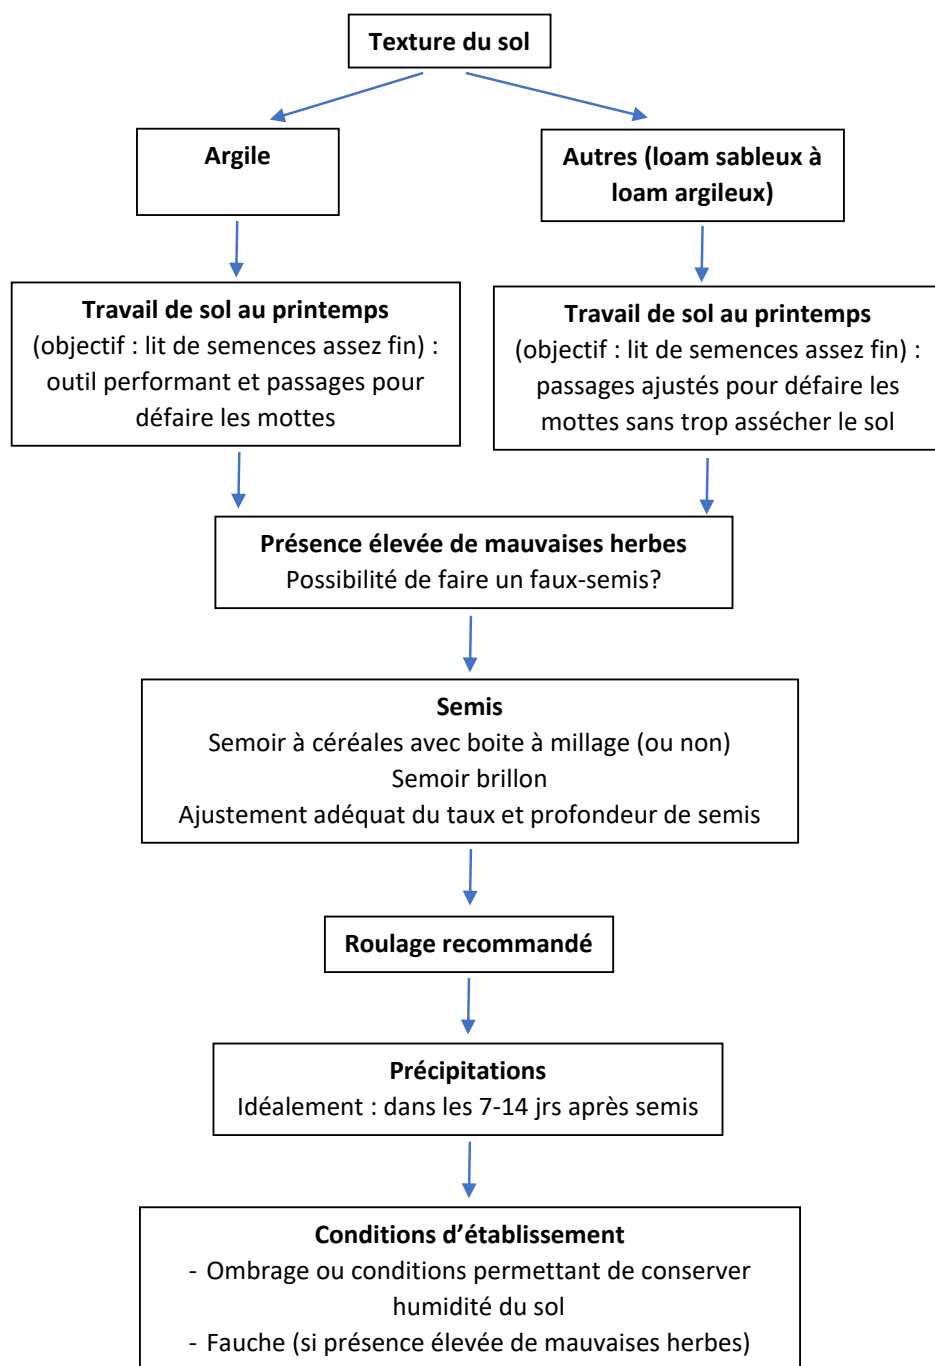 Texture du sol
Argile
Autres (loam sableux à
loam argileux)
Travail de sol au printemps
(objectif : lit de semences assez fin) :
outil performant et passages pour
défaire les mottes
Travail de sol au printemps
(objectif : lit de semences assez fin) :
passages ajustés pour défaire les
mottes sans trop assécher le sol
Présence élevée de mauvaises herbes
Possibilité de faire un faux-semis?
Semis
Semoir à céréales avec boite à millage (ou non)
Semoir brillon
Ajustement adéquat du taux et profondeur de semis
Roulage recommandé
Précipitations
Idéalement : dans les 7-14 jrs après semis
Conditions d’établissement
- Ombrage ou conditions permettant de conserver
humidité du sol
- Fauche (si présence élevée de mauvaises herbes)